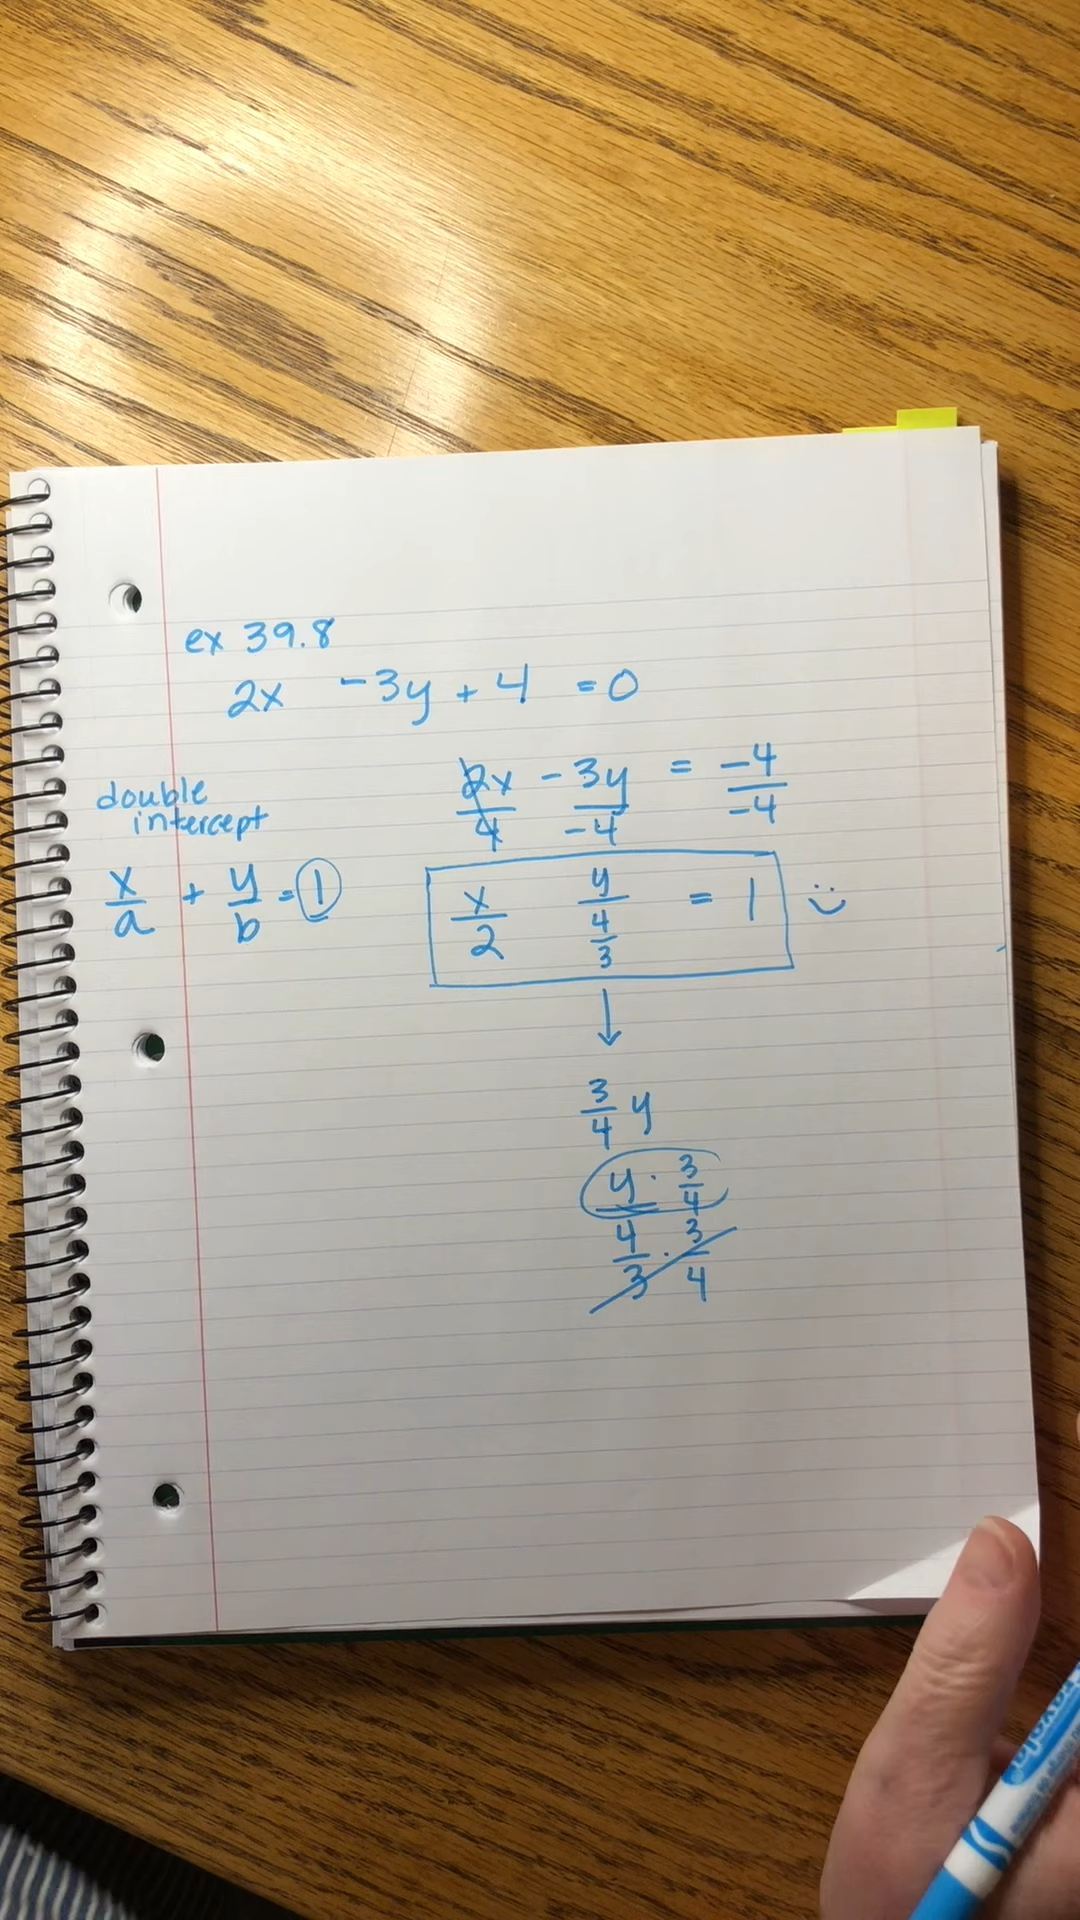 ex 39.8
2x - 3y + 4 = 0
double
intercept
x/a + y/b = 1
2x/4 - 3y/-4 = -4/-4
x/2 y/(4/3) = 1
↓
3/4 y
y · 3/4
4/3 · 3/4